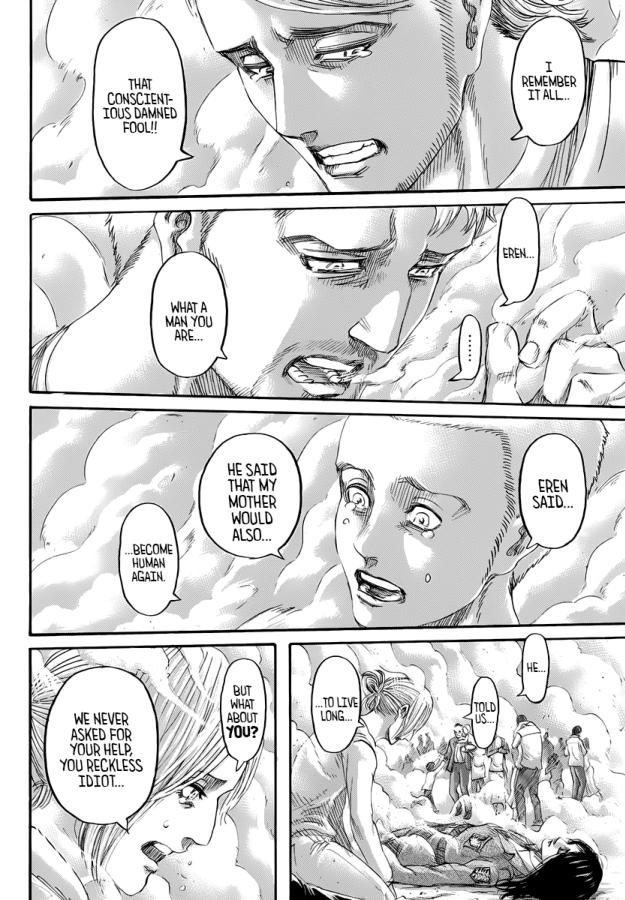 I
REMEMBER
IT ALL...
THAT
CONSCIENT-
IOUS DAMNED
FOOL!!
EREN...
......
WHAT A
MAN YOU
ARE...
EREN
SAID...
HE SAID
THAT MY
MOTHER
WOULD
ALSO...
...BECOME
HUMAN
AGAIN.
HE...
TOLD
US...
...TO LIVE
LONG...
BUT
WHAT
ABOUT
YOU?
WE NEVER
ASKED FOR
YOUR HELP,
YOU RECKLESS
IDIOT...